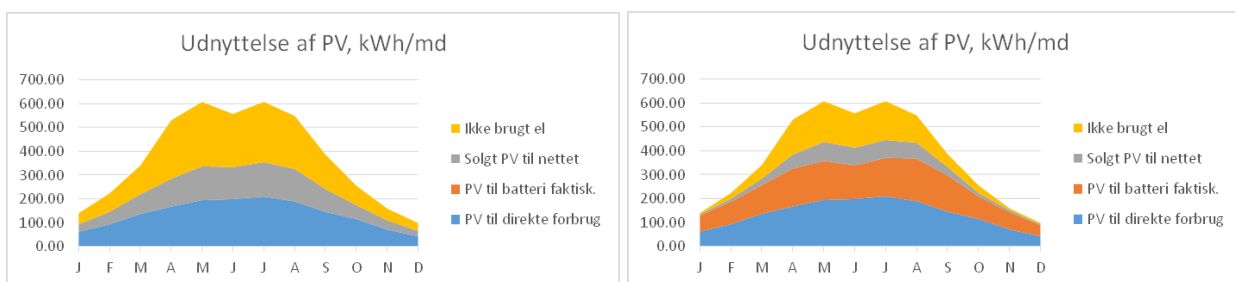 Udnyttelse af PV, kWh/md
700.00
600.00
500.00
400.00
300.00
200.00
100.00
0.00
J F M A M J J A S O N D
Ikke brugt el
Solgt PV til nettet
PV til batteri faktisk.
PV til direkte forbrug
Udnyttelse af PV, kWh/md
700.00
600.00
500.00
400.00
300.00
200.00
100.00
0.00
J F M A M J J A S O N D
Ikke brugt el
Solgt PV til nettet
PV til batteri faktisk.
PV til direkte forbrug